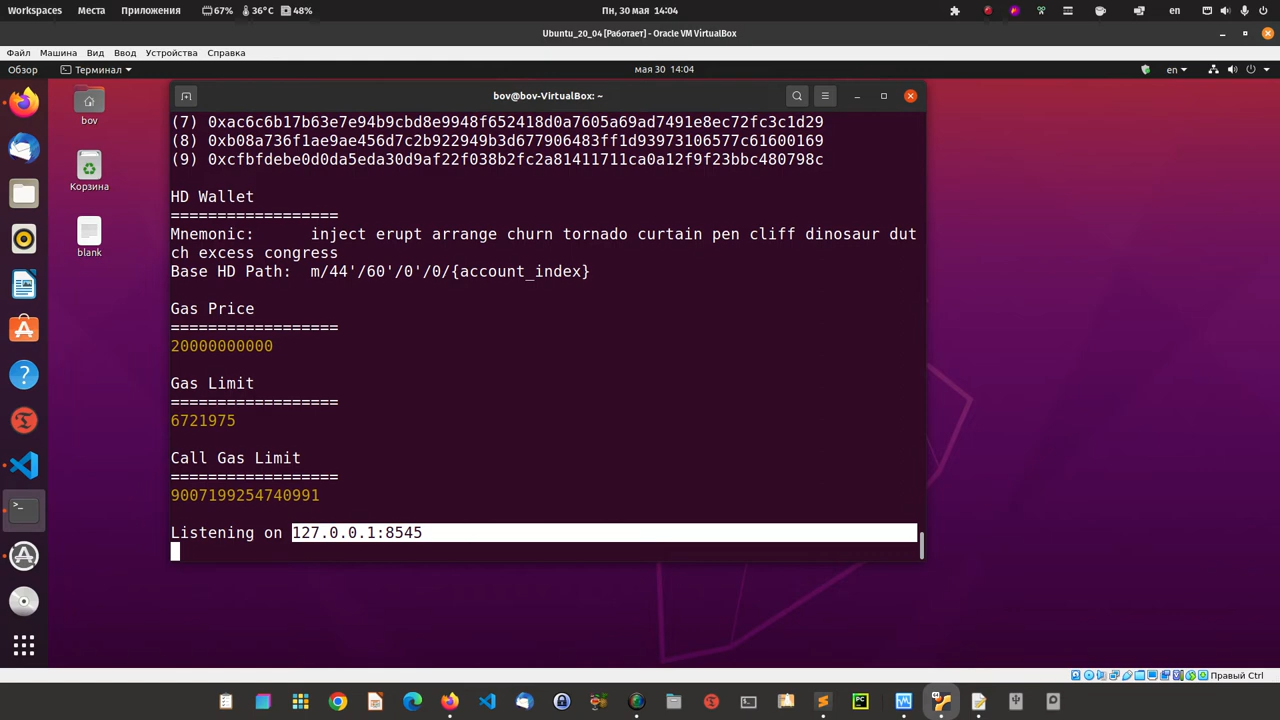 Workspaces Места Приложения 67% 36°C 48% Пн, 30 мая 14:04 en
Ubuntu_20_04 [Работает] - Oracle VM VirtualBox
Файл Машина Вид Ввод Устройства Справка
Обзор Терминал мая 30 14:04 en
bov@bov-VirtualBox: ~
bov
Корзина
blank
(7) 0xac6c6b17b63e7e94b9cbd8e9948f652418d0a7605a69ad7491e8ec72fc3c1d29
(8) 0xb08a736f1ae9ae456d7c2b922949b3d677906483ff1d93973106577c61600169
(9) 0xcfbfdebe0d0da5eda30d9af22f038b2fc2a81411711ca0a12f9f23bbc480798c
HD Wallet
==================
Mnemonic: inject erupt arrange churn tornado curtain pen cliff dinosaur dut
ch excess congress
Base HD Path: m/44'/60'/0'/0/{account_index}
Gas Price
==================
20000000000
Gas Limit
==================
6721975
Call Gas Limit
==================
9007199254740991
Listening on 127.0.0.1:8545
Правый Ctrl